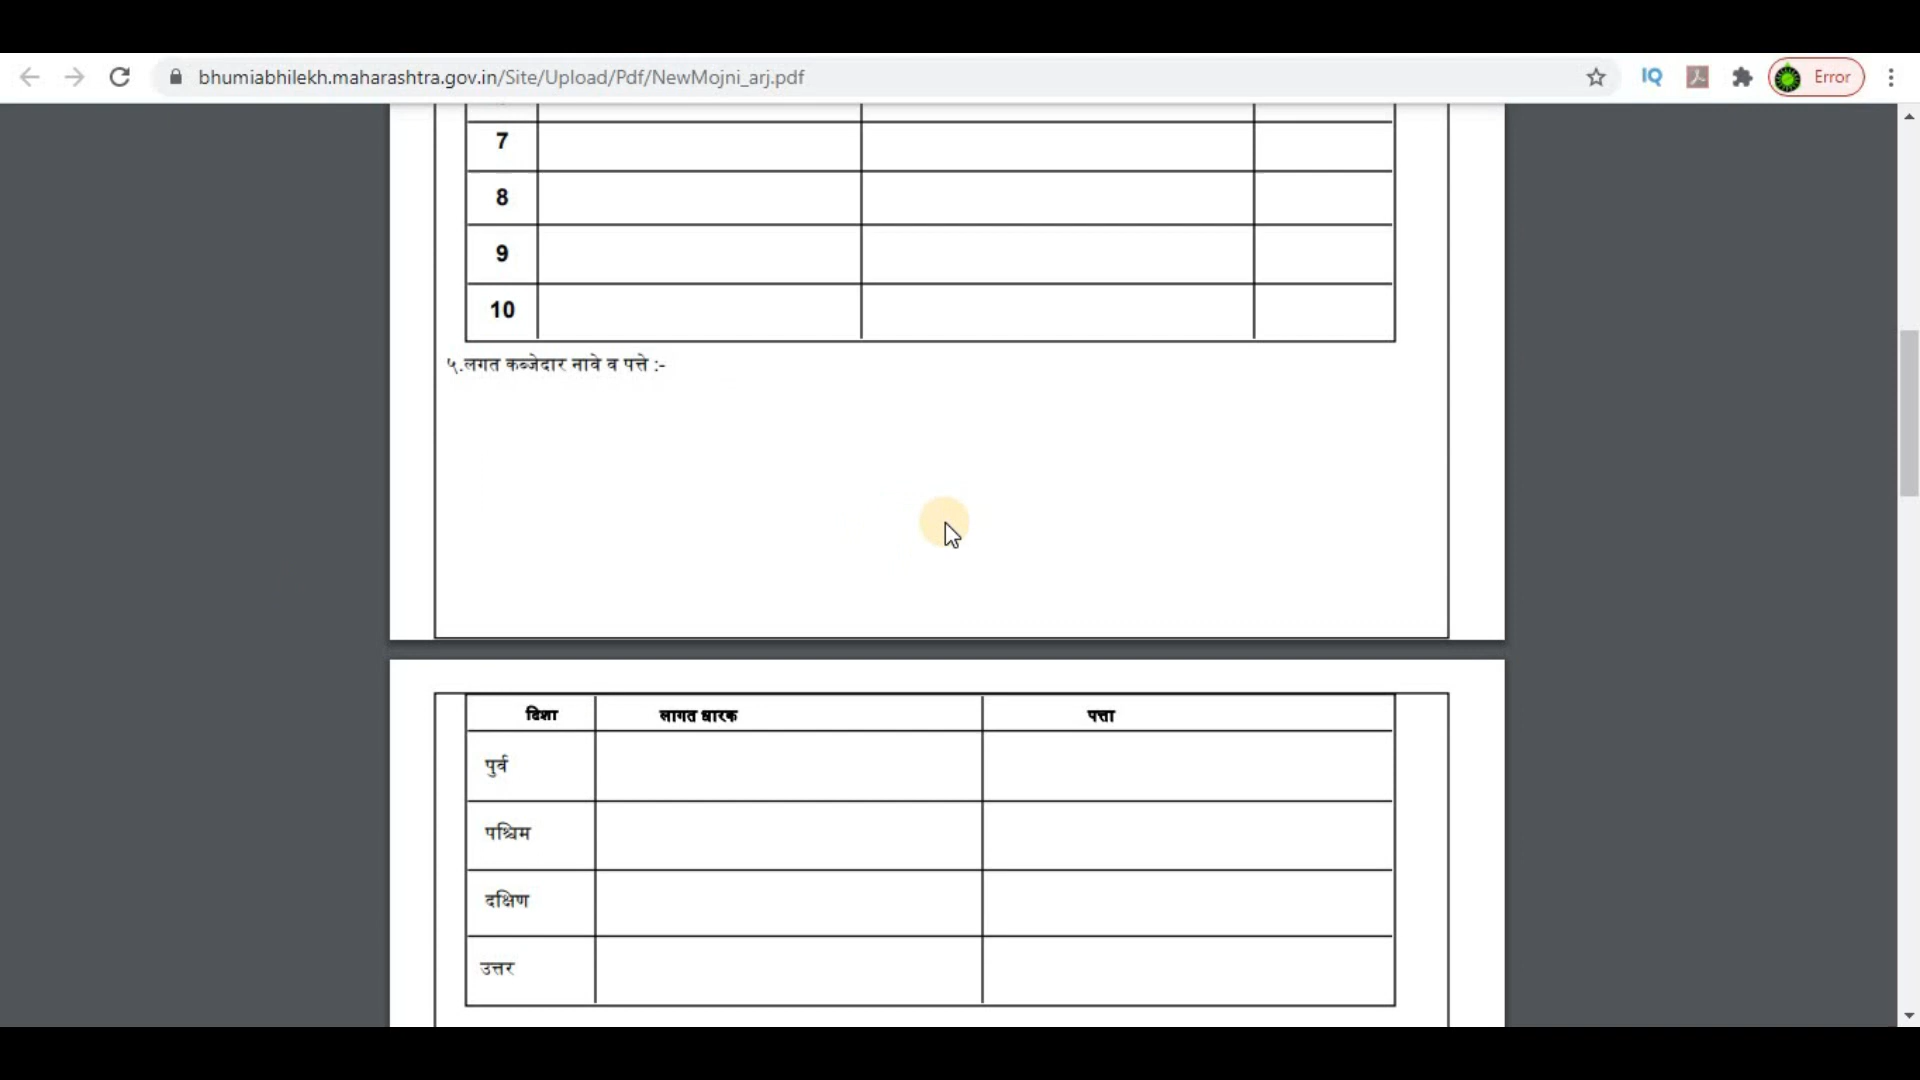 bhumiabhilekh.maharashtra.gov.in/Site/Upload/Pdf/NewMojni_arj.pdf
IQ
Error
7
8
9
10
५.लगत कब्जेदार नावे व पत्ते :-
दिशा लागत धारक पत्ता
पुर्व
पश्चिम
दक्षिण
उत्तर